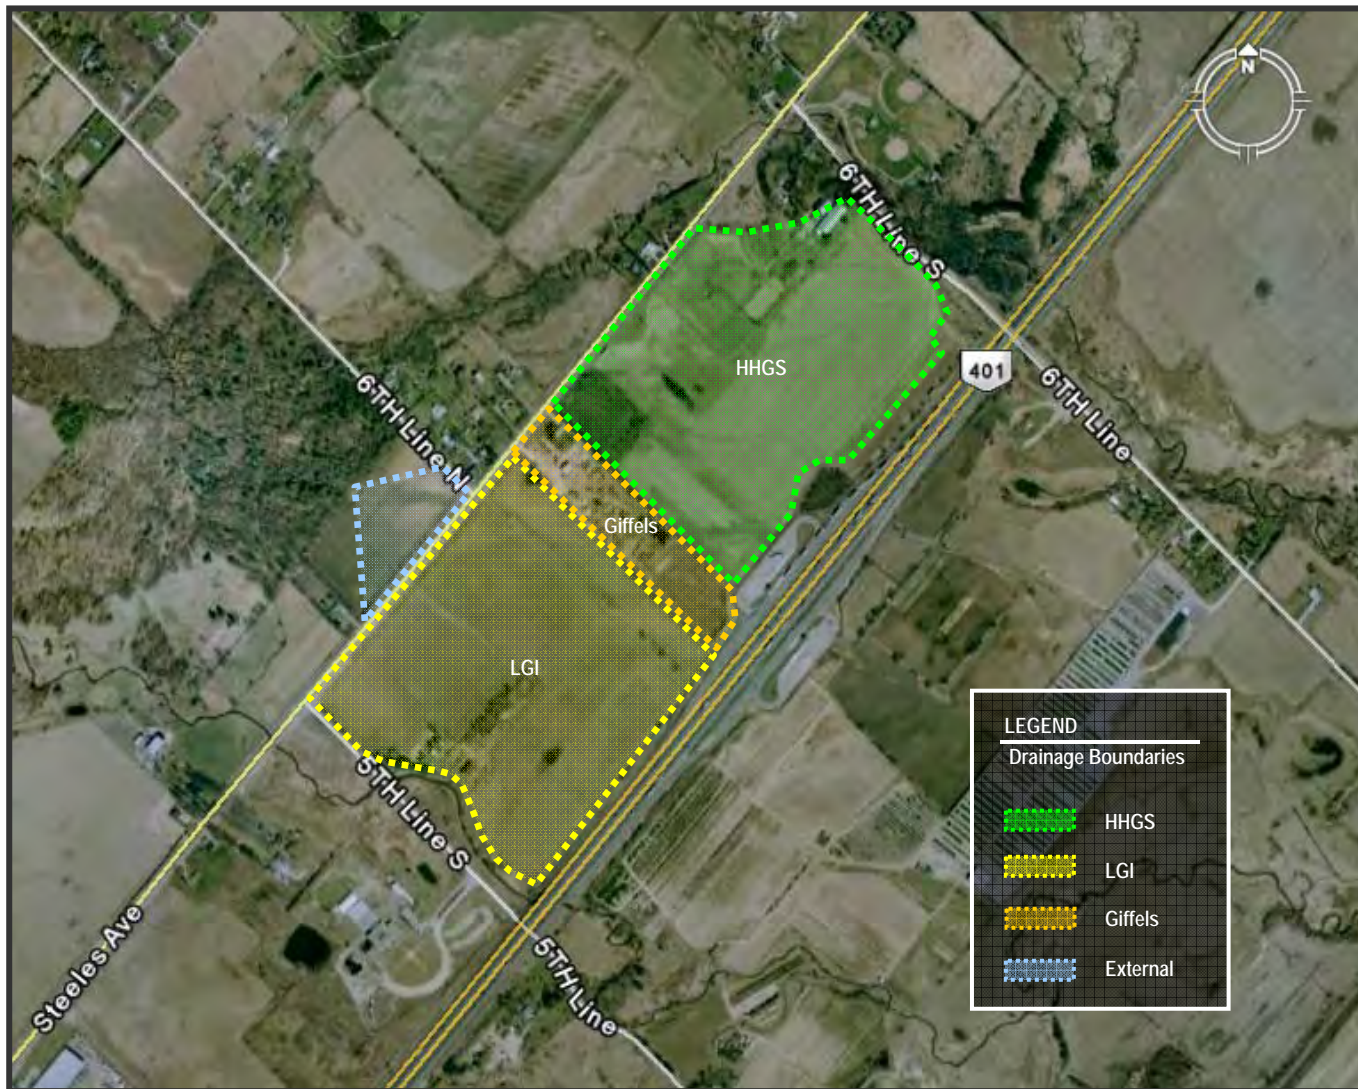 N
6TH Line S
HHGS
401
6TH Line
6TH Line N
Giffels
LGI
5TH Line S
Steeles Ave
5TH Line
LEGEND
Drainage Boundaries
HHGS
LGI
Giffels
External